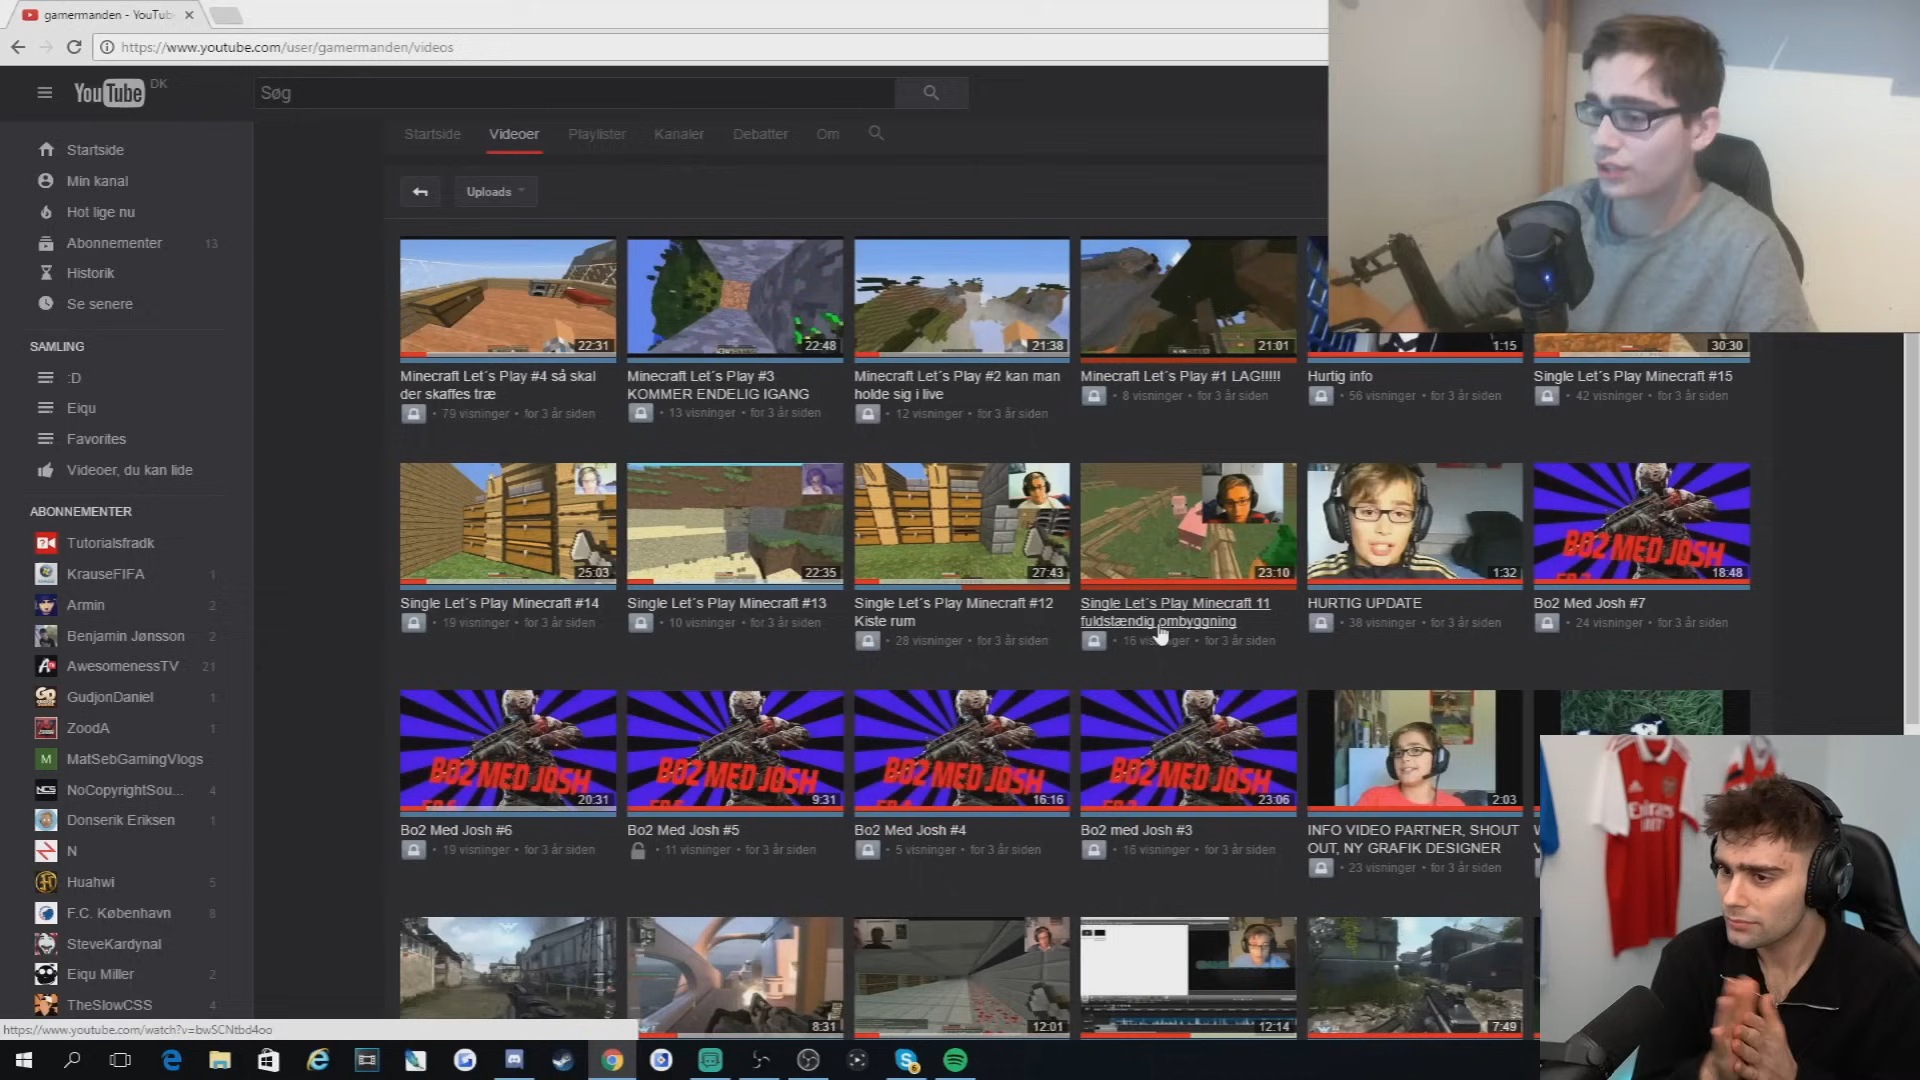 gamermanden - YouTub
https://www.youtube.com/user/gamermanden/videos
YouTube DK
Søg
Startside Videoer Playlister Kanaler Debatter Om
Uploads
Startside
Min kanal
Hot lige nu
Abonnementer 13
Historik
Se senere
SAMLING
:D
Eiqu
Favorites
Videoer, du kan lide
ABONNEMENTER
Tutorialsfradk
KrauseFIFA 1
Armin 2
Benjamin Jønsson 2
AwesomenessTV 21
GudjonDaniel 1
ZoodA 1
MatSebGamingVlogs
NoCopyrightSou... 4
Donserik Eriksen 1
N
Huahwi 5
F.C. København 8
SteveKardynal
Eiqu Miller 2
TheSlowCSS 4
22:31 22:48 21:38 21:01 1:15 30:30
Minecraft Let´s Play #4 så skal
der skaffes træ
79 visninger • for 3 år siden
Minecraft Let´s Play #3
KOMMER ENDELIG IGANG
13 visninger • for 3 år siden
Minecraft Let´s Play #2 kan man
holde sig i live
12 visninger • for 3 år siden
Minecraft Let´s Play #1 LAG!!!!!
8 visninger • for 3 år siden
Hurtig info
56 visninger • for 3 år siden
Single Let´s Play Minecraft #15
42 visninger • for 3 år siden
25:03 22:35 27:43 23:10 1:32 18:48
BO2 MED JOSH
Single Let´s Play Minecraft #14
19 visninger • for 3 år siden
Single Let´s Play Minecraft #13
10 visninger • for 3 år siden
Single Let´s Play Minecraft #12
Kiste rum
28 visninger • for 3 år siden
Single Let´s Play Minecraft 11
fuldstændig ombyggning
16 visninger • for 3 år siden
HURTIG UPDATE
38 visninger • for 3 år siden
Bo2 Med Josh #7
24 visninger • for 3 år siden
BO2 MED JOSH BO2 MED JOSH BO2 MED JOSH BO2 MED JOSH
20:31 9:31 16:16 23:06 2:03
Bo2 Med Josh #6
19 visninger • for 3 år siden
Bo2 Med Josh #5
11 visninger • for 3 år siden
Bo2 Med Josh #4
5 visninger • for 3 år siden
Bo2 med Josh #3
16 visninger • for 3 år siden
INFO VIDEO PARTNER, SHOUT
OUT, NY GRAFIK DESIGNER
23 visninger • for 3 år siden
8:31 12:01 12:14 7:49
https://www.youtube.com/watch?v=bwSCNtbd4oo
Emirates